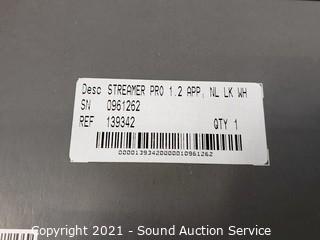 Desc STREAMER PRO 1.2 APP, NL LK WH
SN 0961262
REF 139342 QTY 1
0000139342000010961262
Copyright 2021 - Sound Auction Service